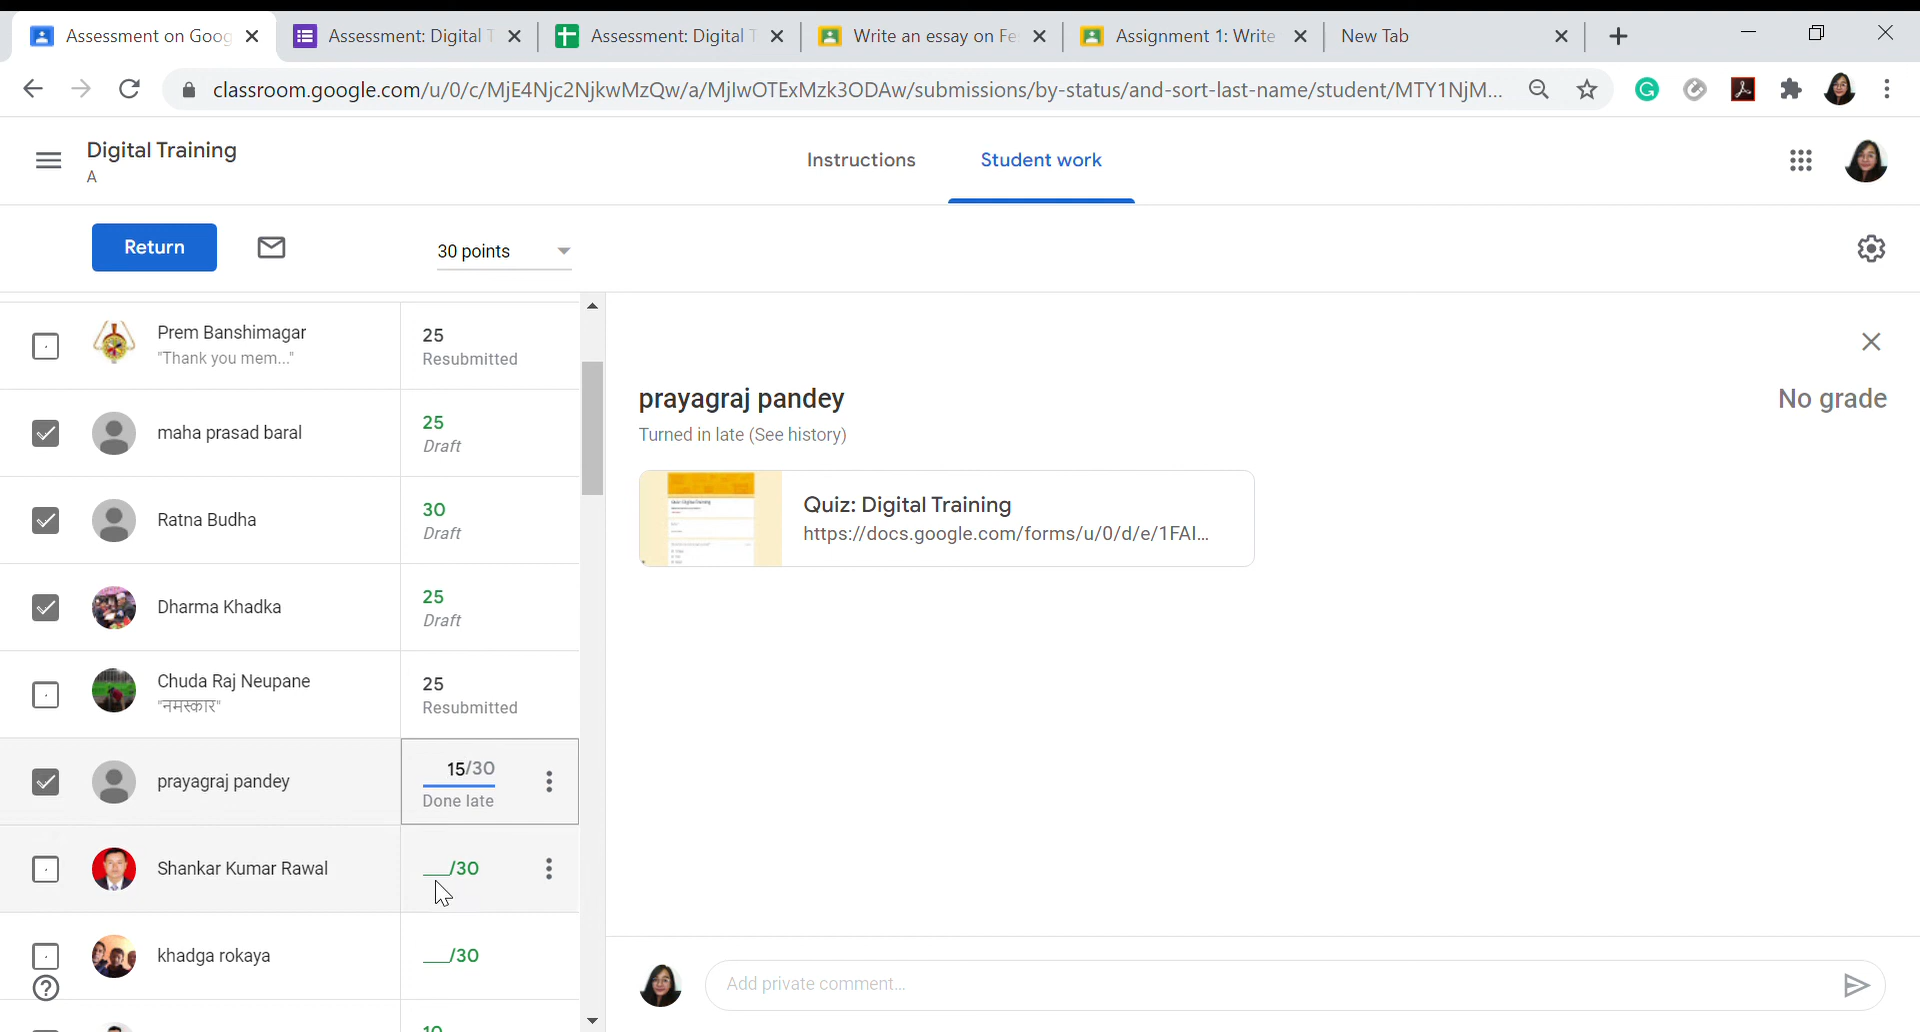 Assessment on Goog
Assessment: Digital T
Assessment: Digital T
Write an essay on Fe
Assignment 1: Write
New Tab
classroom.google.com/u/0/c/MjE4Njc2NjkwMzQw/a/MjIwOTExMzk3ODAw/submissions/by-status/and-sort-last-name/student/MTY1NjM...
Digital Training
A
Instructions
Student work
Return
30 points
Prem Banshimagar
"Thank you mem..."
25
Resubmitted
maha prasad baral
25
Draft
Ratna Budha
30
Draft
Dharma Khadka
25
Draft
Chuda Raj Neupane
"नमस्कार"
25
Resubmitted
prayagraj pandey
15/30
Done late
Shankar Kumar Rawal
___/30
khadga rokaya
___/30
prayagraj pandey
No grade
Turned in late (See history)
Quiz: Digital Training
https://docs.google.com/forms/u/0/d/e/1FAI...
Add private comment...